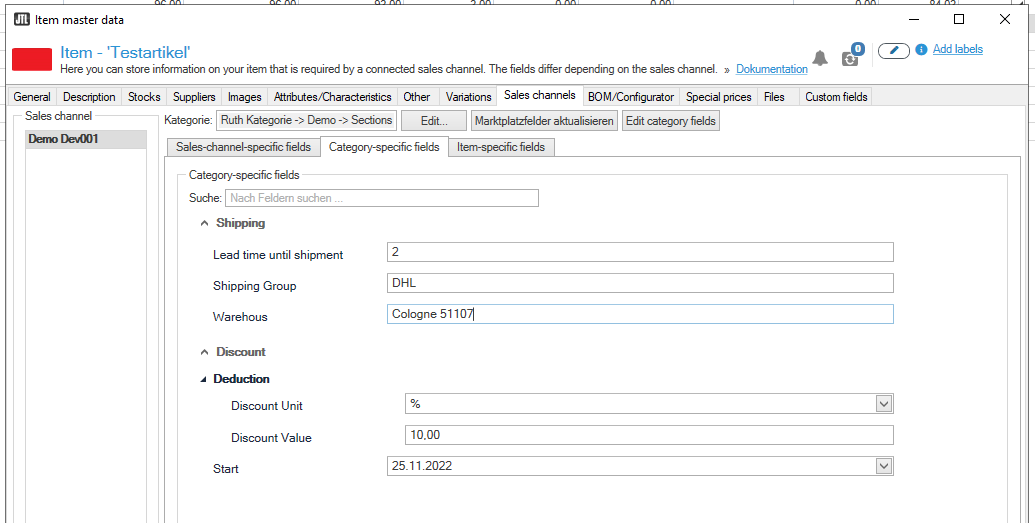 JTL Item master data
Item - 'Testartikel'
Here you can store information on your item that is required by a connected sales channel. The fields differ depending on the sales channel. » Dokumentation
0
Add labels
General Description Stocks Suppliers Images Attributes/Characteristics Other Variations Sales channels BOM/Configurator Special prices Files Custom fields
Sales channel
Demo Dev001
Kategorie: Ruth Kategorie -> Demo -> Sections Edit... Marktplatzfelder aktualisieren Edit category fields
Sales-channel-specific fields Category-specific fields Item-specific fields
Category-specific fields
Suche: Nach Feldern suchen ...
Shipping
Lead time until shipment 2
Shipping Group DHL
Warehous Cologne 51107
Discount
Deduction
Discount Unit %
Discount Value 10,00
Start 25.11.2022